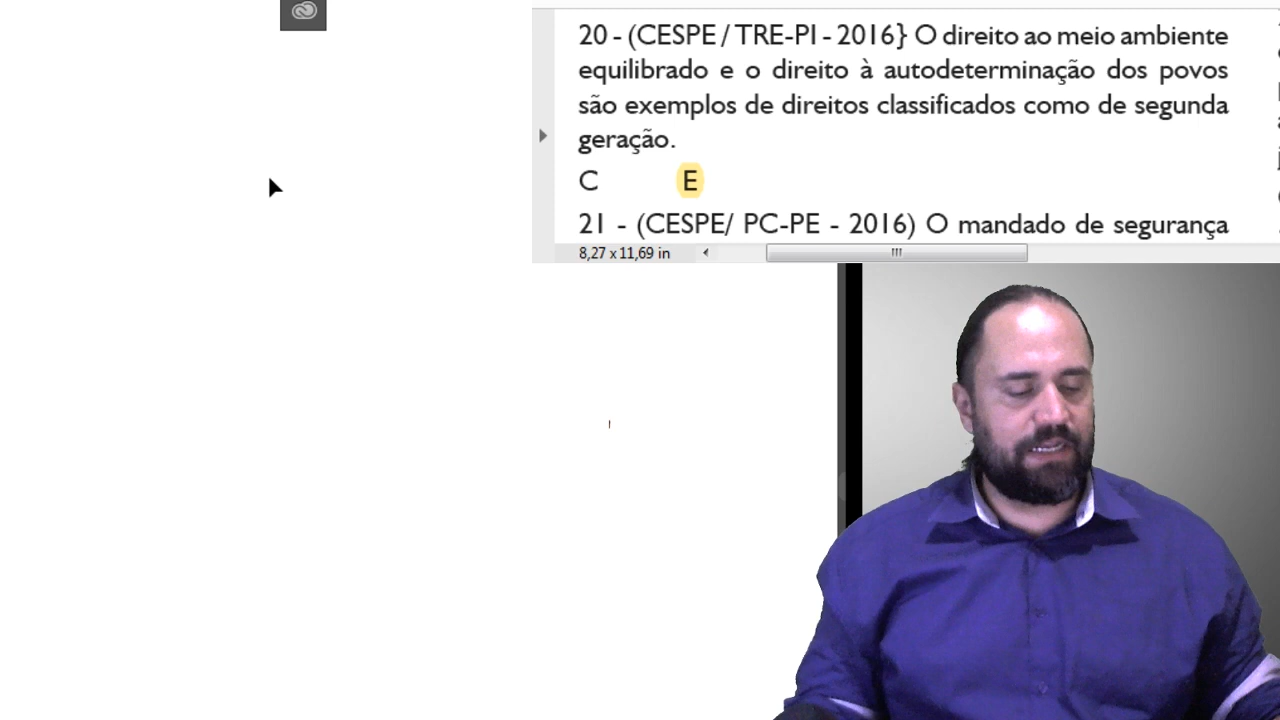 20 - (CESPE / TRE-PI - 2016} O direito ao meio ambiente
equilibrado e o direito à autodeterminação dos povos
são exemplos de direitos classificados como de segunda
geração.
C E
21 - (CESPE/ PC-PE - 2016) O mandado de segurança
8,27 x 11,69 in